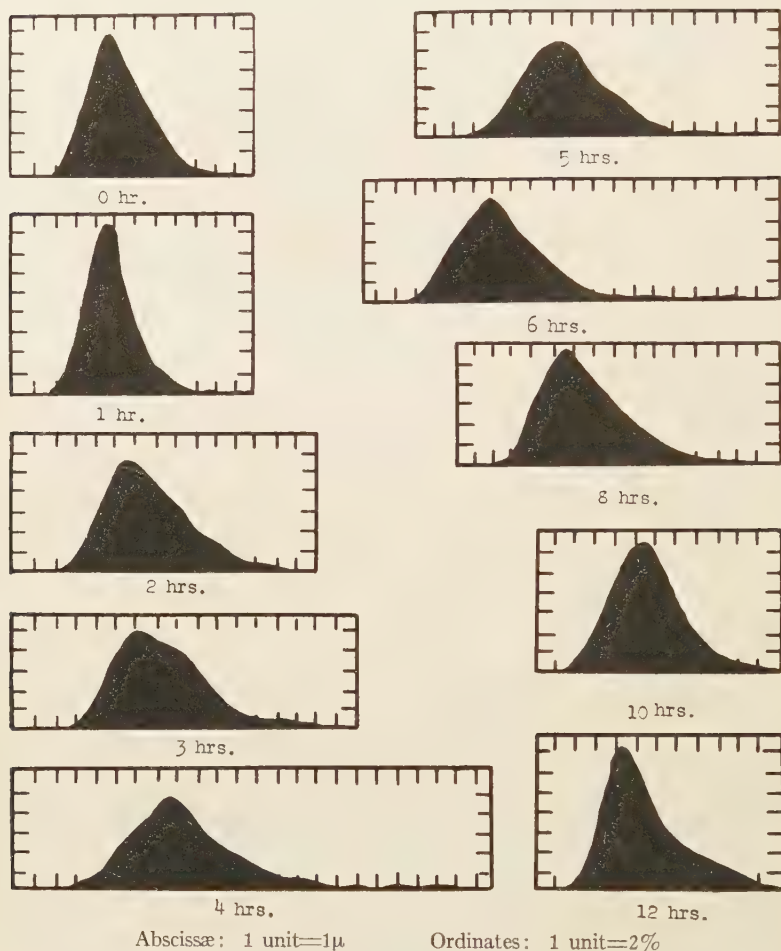 0 hr.
1 hr.
2 hrs.
3 hrs.
4 hrs.
5 hrs.
6 hrs.
8 hrs.
10 hrs.
12 hrs.
Abscissæ: 1 unit=1μ Ordinates: 1 unit=2%